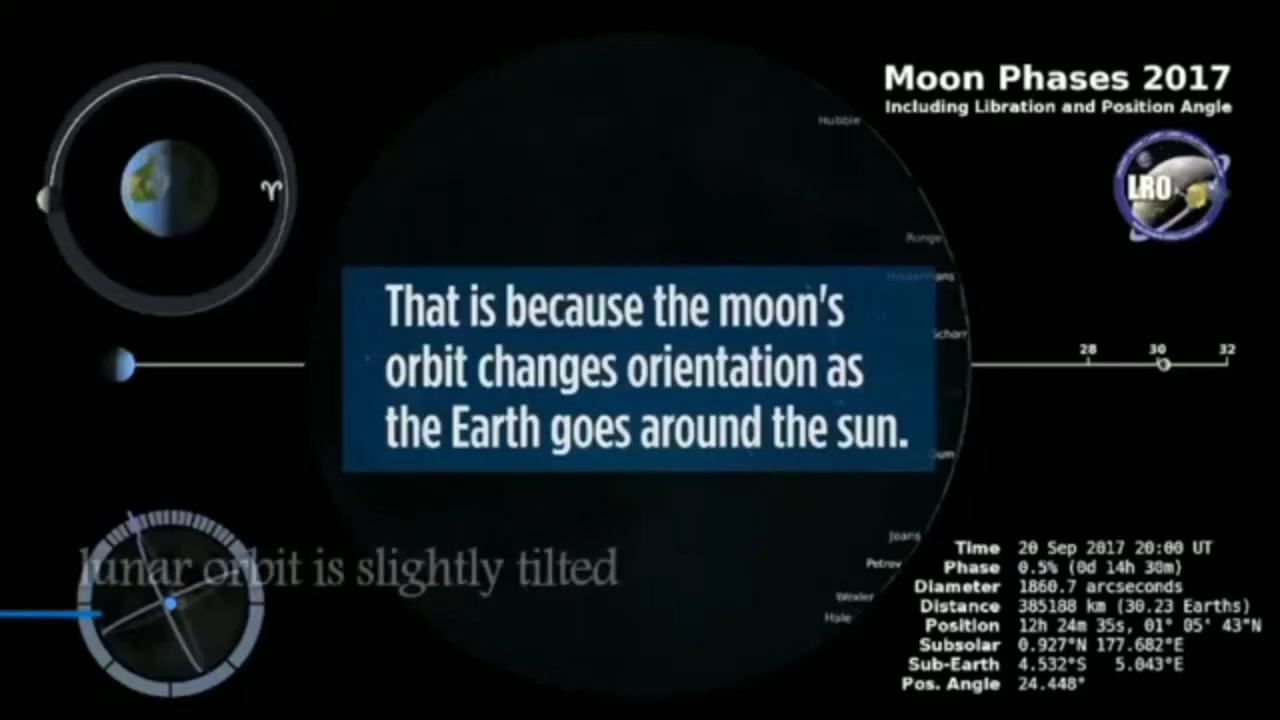 Moon Phases 2017
Including Libration and Position Angle
LRO
Hubble
Runge
Schorr
That is because the moon's
orbit changes orientation as
the Earth goes around the sun.
28 30 32
Jeans
Petrov
Wexler
Hale
lunar orbit is slightly tilted
Time 20 Sep 2017 20:00 UT
Phase 0.5% (0d 14h 30m)
Diameter 1860.7 arcseconds
Distance 385188 km (30.23 Earths)
Position 12h 24m 35s, 01° 05' 43"N
Subsolar 0.927°N 177.682°E
Sub-Earth 4.532°S 5.043°E
Pos. Angle 24.448°